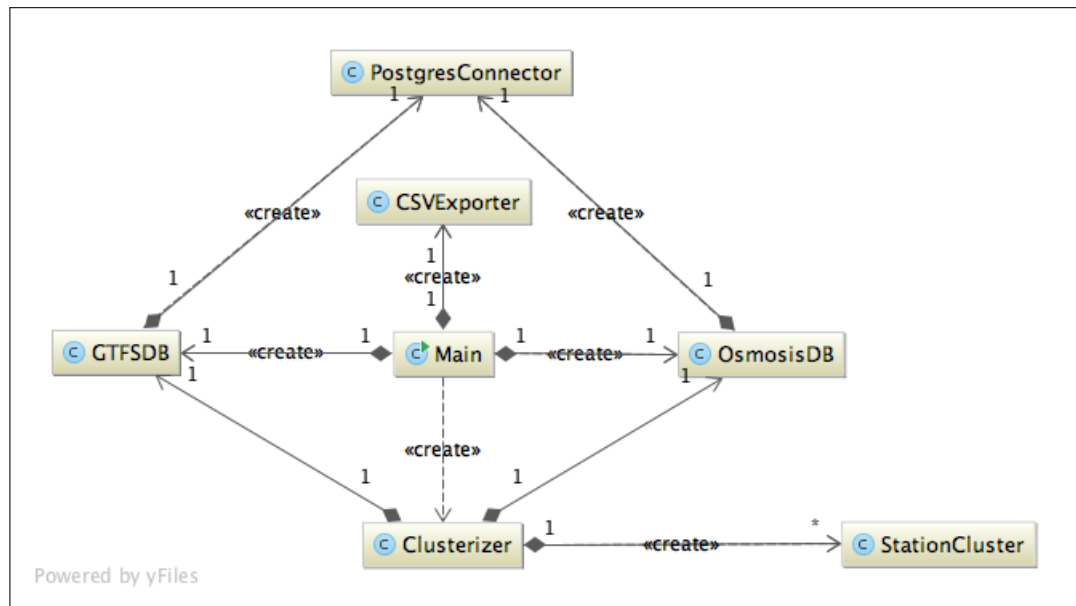 C PostgresConnector
1
1
«create»
«create»
C CSVExporter
1
«create»
1
1
1
C GTFSDB
1
«create»
1
C Main
1
«create»
1
C OsmosisDB
1
1
«create»
1
1
C Clusterizer
1
«create»
*
C StationCluster
Powered by yFiles